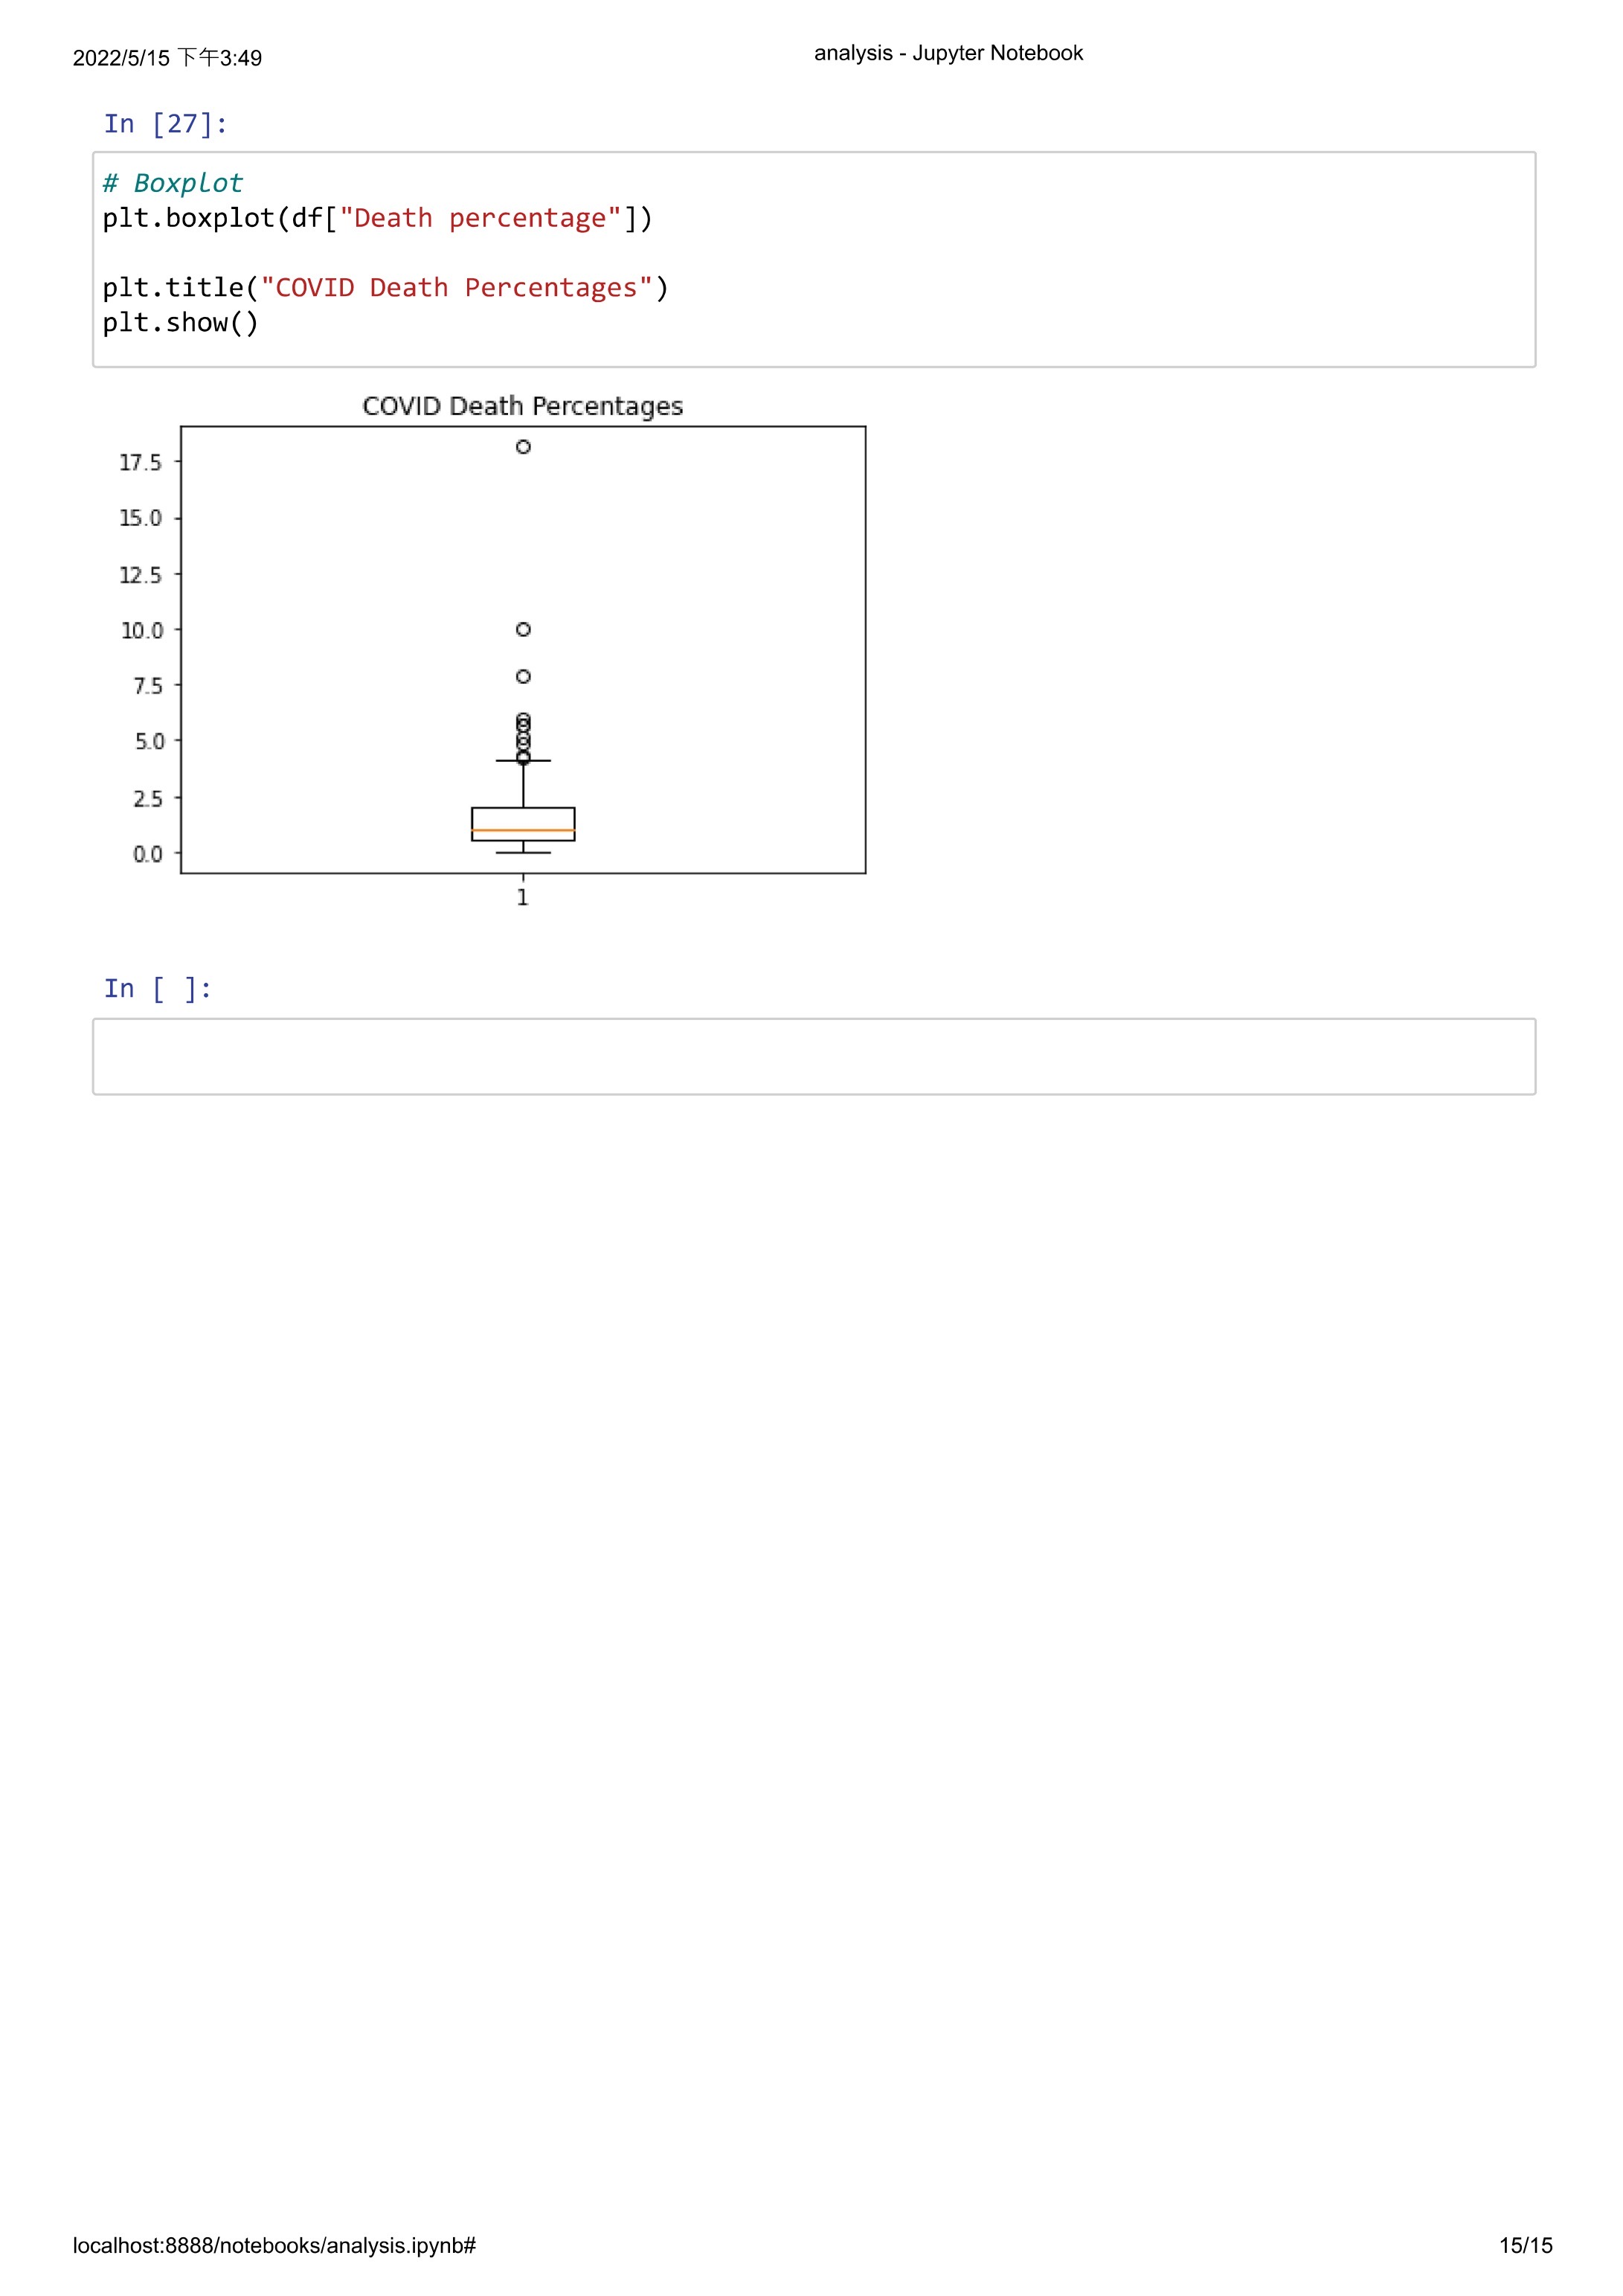 2022/5/15 下午3:49
analysis - Jupyter Notebook
In [27]:
# Boxplot
plt.boxplot(df["Death percentage"])
plt.title("COVID Death Percentages")
plt.show()
COVID Death Percentages
17.5
15.0
12.5
10.0
7.5
5.0
2.5
0.0
1
In [ ]:
localhost:8888/notebooks/analysis.ipynb#
15/15